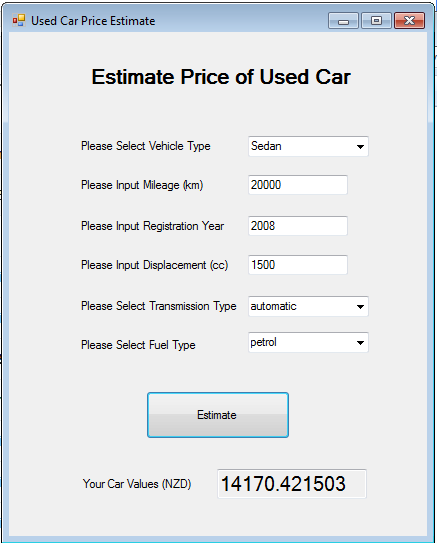 Used Car Price Estimate
Estimate Price of Used Car
Please Select Vehicle Type Sedan
Please Input Mileage (km) 20000
Please Input Registration Year 2008
Please Input Displacement (cc) 1500
Please Select Transmission Type automatic
Please Select Fuel Type petrol
Estimate
Your Car Values (NZD) 14170.421503